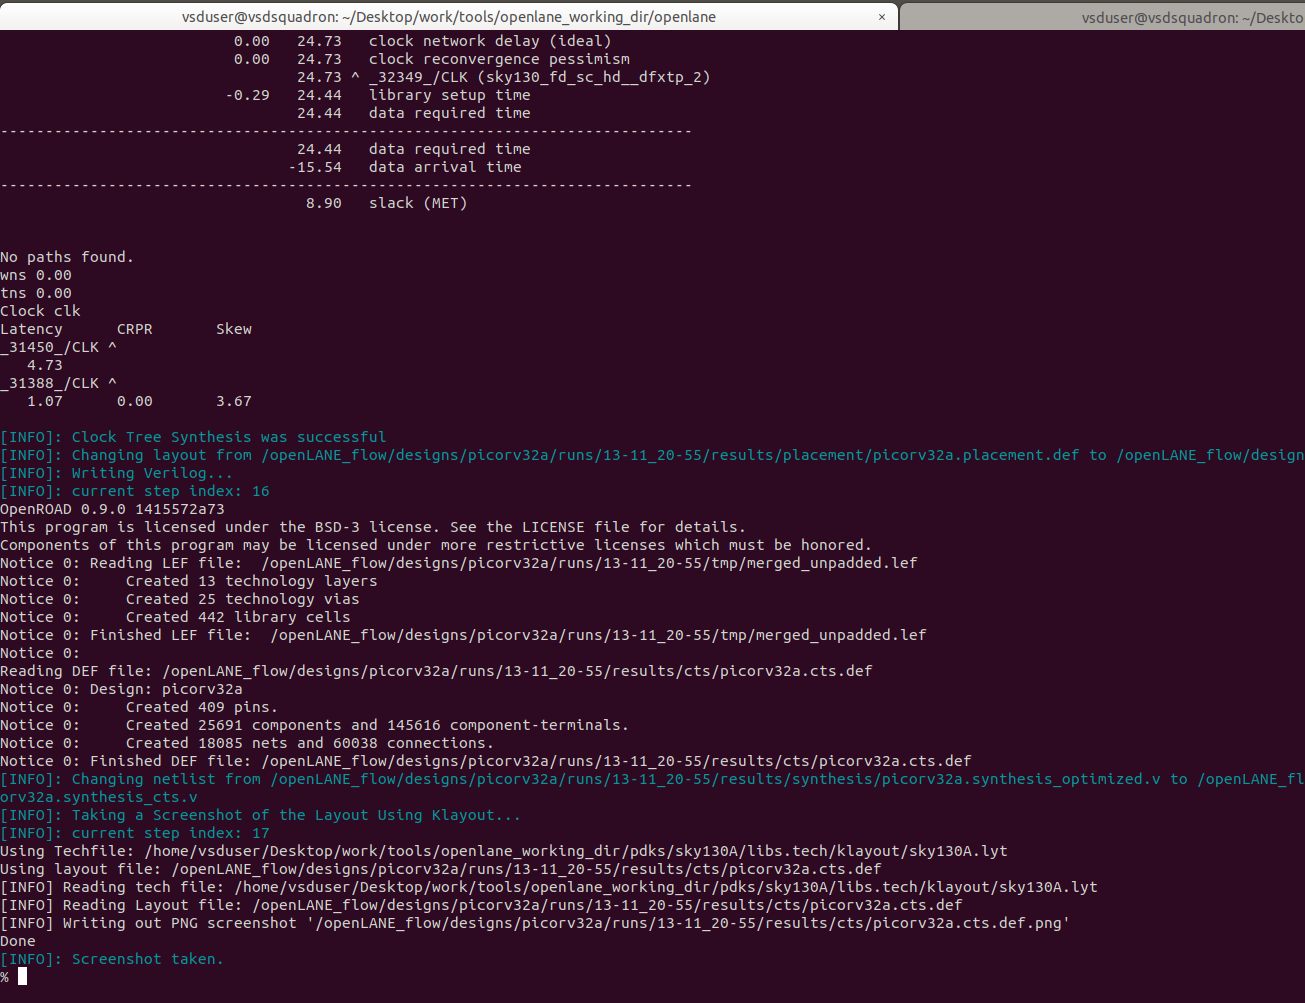 vsduser@vsdsquadron: ~/Desktop/work/tools/openlane_working_dir/openlane × vsduser@vsdsquadron: ~/Deskto
0.00 24.73 clock network delay (ideal)
0.00 24.73 clock reconvergence pessimism
24.73 ^ _32349_/CLK (sky130_fd_sc_hd__dfxtp_2)
-0.29 24.44 library setup time
24.44 data required time
-----------------------------------------------------------------------------
24.44 data required time
-15.54 data arrival time
-----------------------------------------------------------------------------
8.90 slack (MET)
No paths found.
wns 0.00
tns 0.00
Clock clk
Latency CRPR Skew
_31450_/CLK ^
4.73
_31388_/CLK ^
1.07 0.00 3.67
[INFO]: Clock Tree Synthesis was successful
[INFO]: Changing layout from /openLANE_flow/designs/picorv32a/runs/13-11_20-55/results/placement/picorv32a.placement.def to /openLANE_flow/design
[INFO]: Writing Verilog...
[INFO]: current step index: 16
OpenROAD 0.9.0 1415572a73
This program is licensed under the BSD-3 license. See the LICENSE file for details.
Components of this program may be licensed under more restrictive licenses which must be honored.
Notice 0: Reading LEF file:  /openLANE_flow/designs/picorv32a/runs/13-11_20-55/tmp/merged_unpadded.lef
Notice 0:     Created 13 technology layers
Notice 0:     Created 25 technology vias
Notice 0:     Created 442 library cells
Notice 0: Finished LEF file:  /openLANE_flow/designs/picorv32a/runs/13-11_20-55/tmp/merged_unpadded.lef
Notice 0:
Reading DEF file: /openLANE_flow/designs/picorv32a/runs/13-11_20-55/results/cts/picorv32a.cts.def
Notice 0: Design: picorv32a
Notice 0:     Created 409 pins.
Notice 0:     Created 25691 components and 145616 component-terminals.
Notice 0:     Created 18085 nets and 60038 connections.
Notice 0: Finished DEF file: /openLANE_flow/designs/picorv32a/runs/13-11_20-55/results/cts/picorv32a.cts.def
[INFO]: Changing netlist from /openLANE_flow/designs/picorv32a/runs/13-11_20-55/results/synthesis/picorv32a.synthesis_optimized.v to /openLANE_fl
orv32a.synthesis_cts.v
[INFO]: Taking a Screenshot of the Layout Using Klayout...
[INFO]: current step index: 17
Using Techfile: /home/vsduser/Desktop/work/tools/openlane_working_dir/pdks/sky130A/libs.tech/klayout/sky130A.lyt
Using layout file: /openLANE_flow/designs/picorv32a/runs/13-11_20-55/results/cts/picorv32a.cts.def
[INFO] Reading tech file: /home/vsduser/Desktop/work/tools/openlane_working_dir/pdks/sky130A/libs.tech/klayout/sky130A.lyt
[INFO] Reading Layout file: /openLANE_flow/designs/picorv32a/runs/13-11_20-55/results/cts/picorv32a.cts.def
[INFO] Writing out PNG screenshot '/openLANE_flow/designs/picorv32a/runs/13-11_20-55/results/cts/picorv32a.cts.def.png'
Done
[INFO]: Screenshot taken.
%